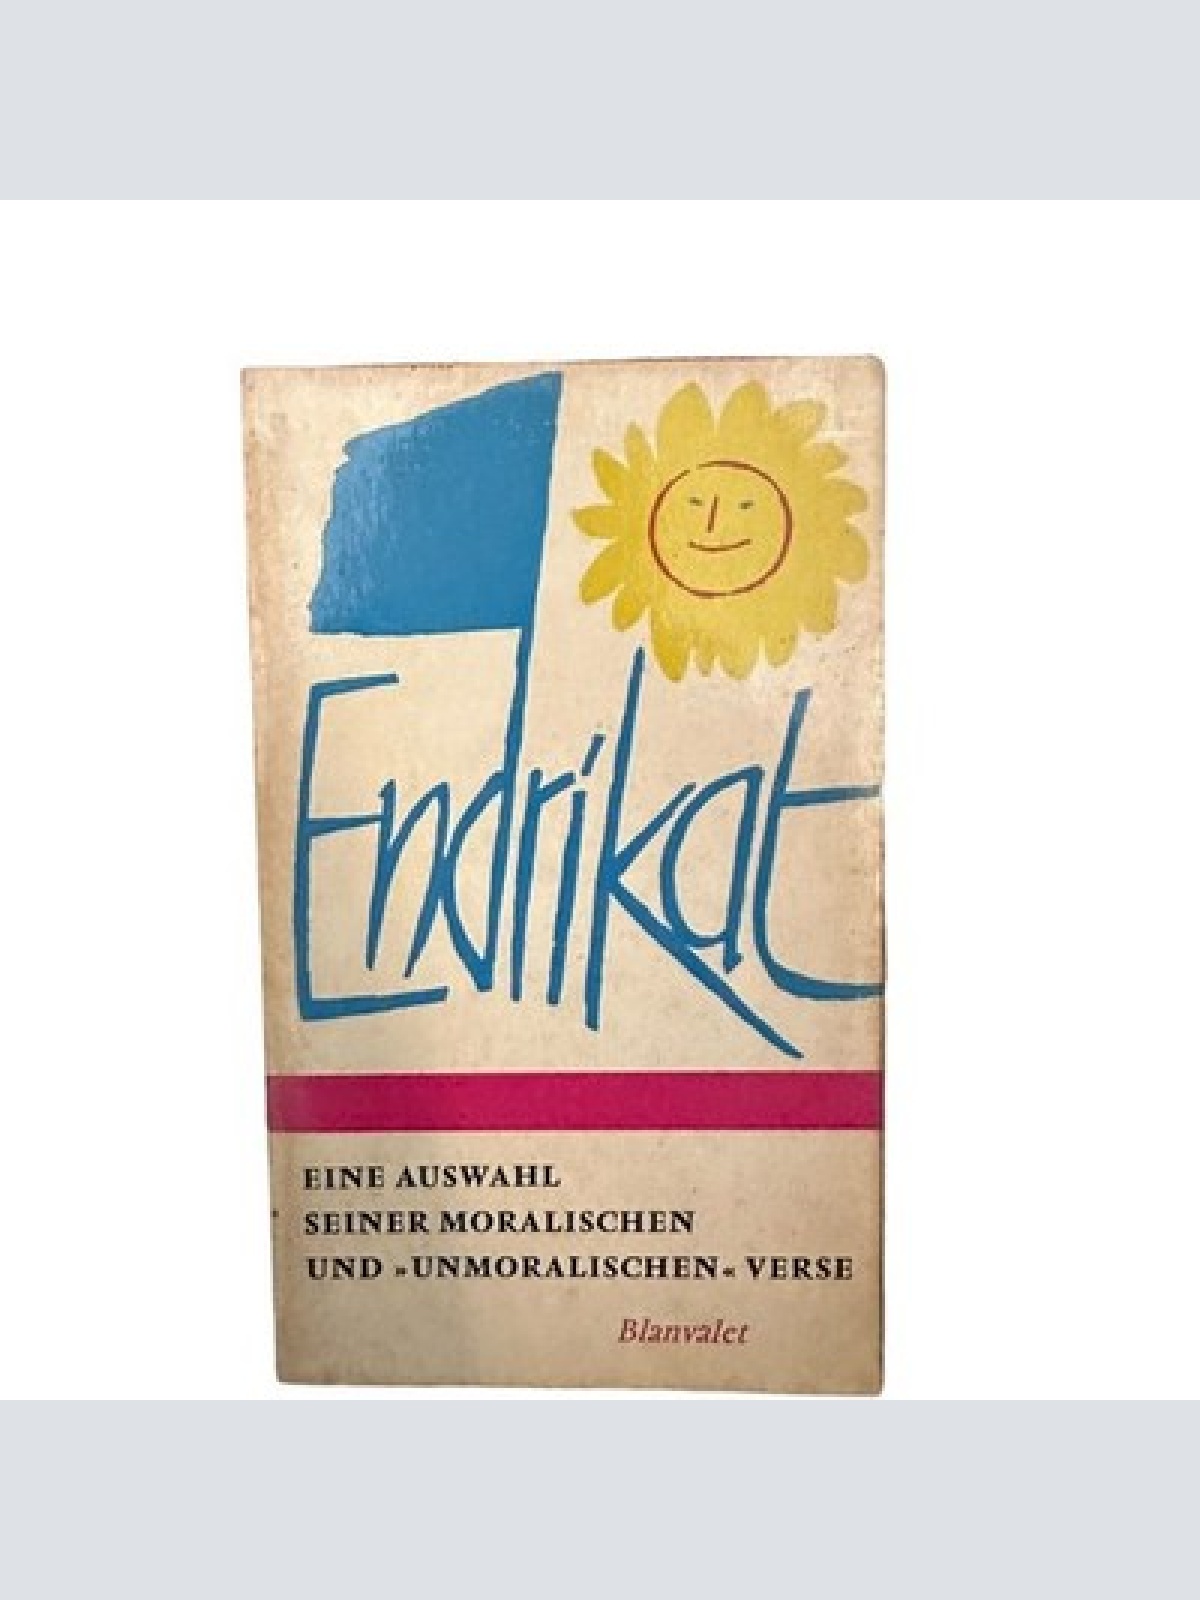 Endrikat
EINE AUSWAHL
SEINER MORALISCHEN
UND »UNMORALISCHEN« VERSE
Blanvalet